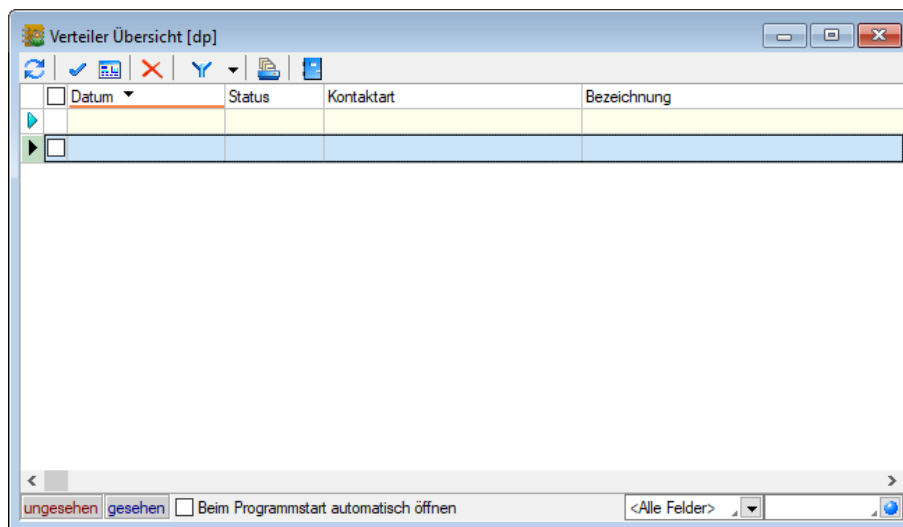 Verteiler Übersicht [dp]
Datum Status Kontaktart Bezeichnung
ungesehen gesehen Beim Programmstart automatisch öffnen <Alle Felder>